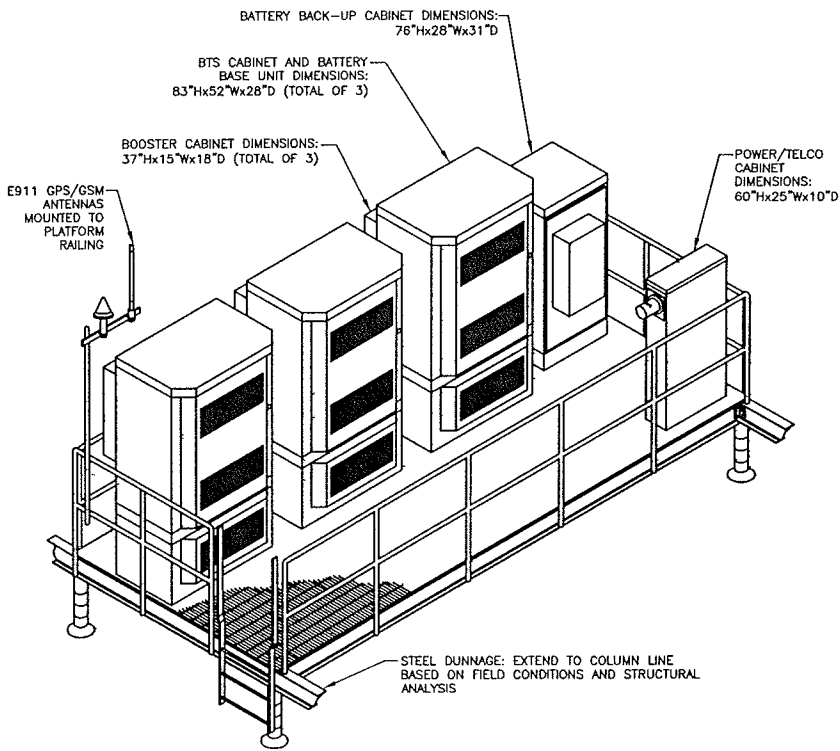 BATTERY BACK-UP CABINET DIMENSIONS:
76"Hx28"Wx31"D
BTS CABINET AND BATTERY
BASE UNIT DIMENSIONS:
83"Hx52"Wx28"D (TOTAL OF 3)
BOOSTER CABINET DIMENSIONS:
37"Hx15"Wx18"D (TOTAL OF 3)
E911 GPS/GSM
ANTENNAS
MOUNTED TO
PLATFORM
RAILING
POWER/TELCO
CABINET
DIMENSIONS:
60"Hx25"Wx10"D
STEEL DUNNAGE: EXTEND TO COLUMN LINE
BASED ON FIELD CONDITIONS AND STRUCTURAL
ANALYSIS